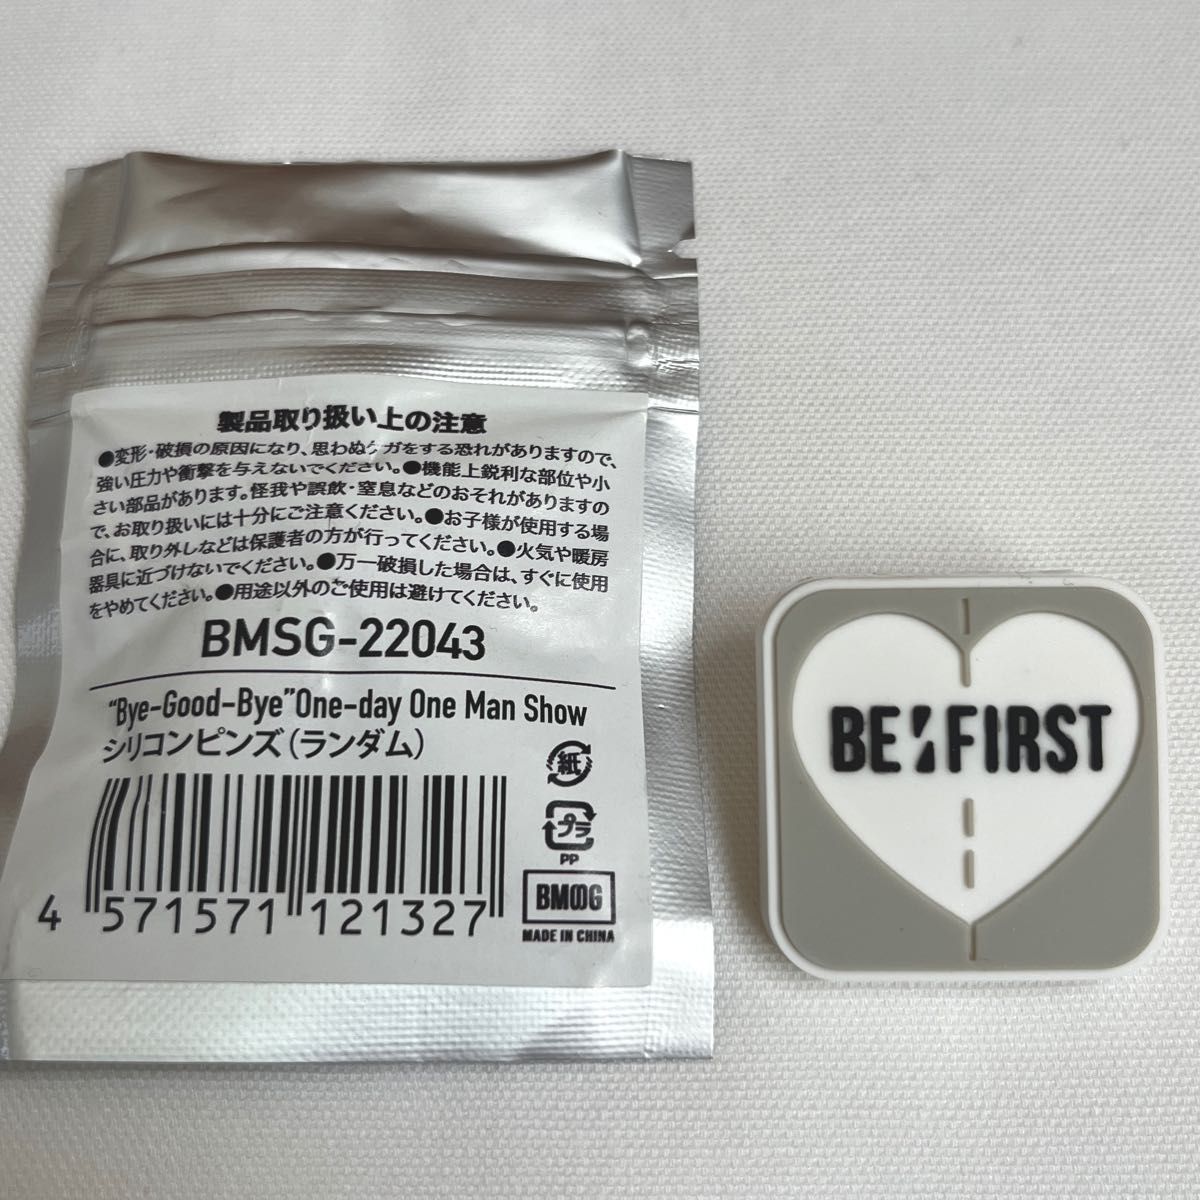 製品取り扱い上の注意
●変形・破損の原因になり、思わぬケガをする恐れがありますので、
強い圧力や衝撃を与えないでください。●機能上鋭利な部位や小
さい部品があります。怪我や誤飲・窒息などのおそれがありますの
で、お取り扱いには十分にご注意ください。●お子様が使用する場
合に、取り外しなどは保護者の方が行ってください。●火気や暖房
器具に近づけないでください。●万一破損した場合は、すぐに使用
をやめてください。●用途以外のご使用は避けてください。
BMSG-22043
“Bye-Good-Bye”One-day One Man Show
シリコンピンズ（ランダム）
紙
プラ
PP
4 571571 121327
BMSG
MADE IN CHINA
BE:FIRST